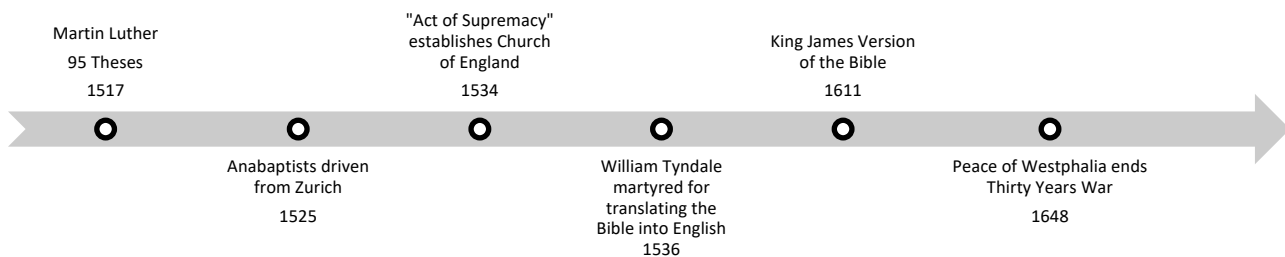 Martin Luther
95 Theses
1517
Anabaptists driven
from Zurich
1525
"Act of Supremacy"
establishes Church
of England
1534
William Tyndale
martyred for
translating the
Bible into English
1536
King James Version
of the Bible
1611
Peace of Westphalia ends
Thirty Years War
1648